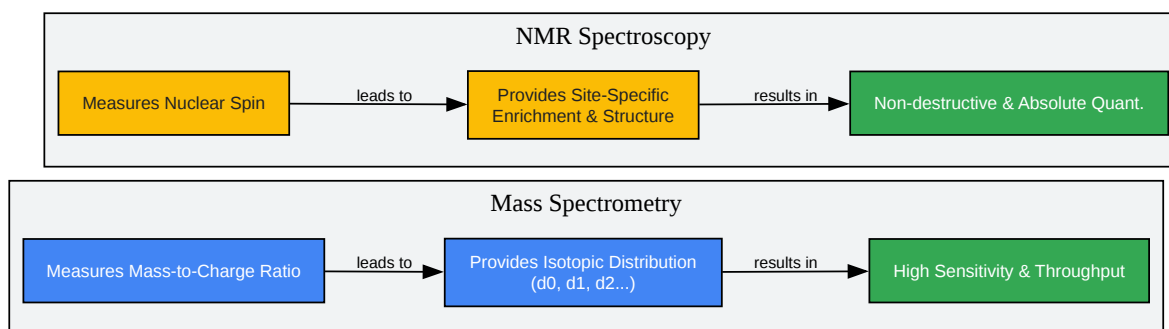 NMR Spectroscopy
Measures Nuclear Spin
leads to
Provides Site-Specific
Enrichment & Structure
results in
Non-destructive & Absolute Quant.
Mass Spectrometry
Measures Mass-to-Charge Ratio
leads to
Provides Isotopic Distribution
(d0, d1, d2...)
results in
High Sensitivity & Throughput